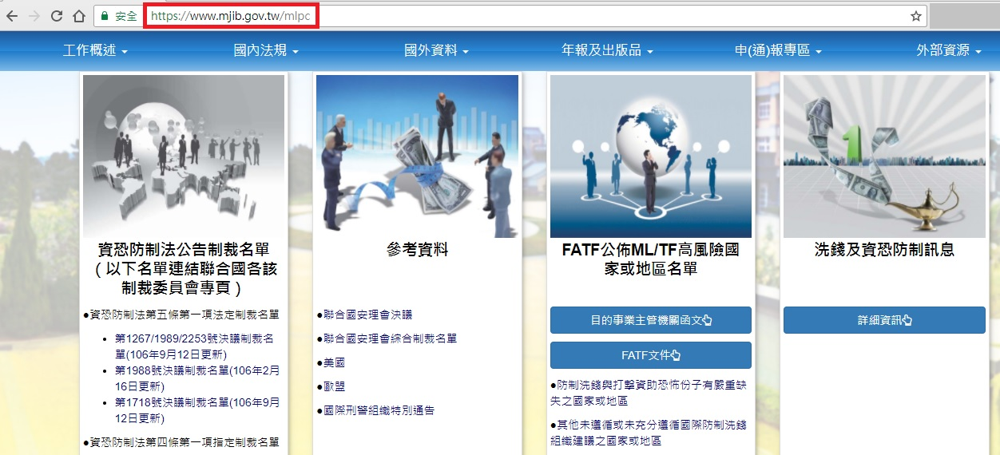 安全 https://www.mjib.gov.tw/mlpc
工作概述
國內法規
國外資料
年報及出版品
申(通)報專區
外部資源
1
資恐防制法公告制裁名單
(以下名單連結聯合國各該
制裁委員會專頁)
●資恐防制法第五條第一項法定制裁名單
• 第1267/1989/2253號決議制裁名
單(106年9月12日更新)
• 第1988號決議制裁名單(106年2月
16日更新)
• 第1718號決議制裁名單(106年9月
12日更新)
●資恐防制法第四條第一項指定制裁名單
參考資料
●聯合國安理會決議
●聯合國安理會綜合制裁名單
●美國
●歐盟
●國際刑警組織特別通告
FATF公佈ML/TF高風險國
家或地區名單
目的事業主管機關函文
FATF文件
●防制洗錢與打擊資助恐怖份子有嚴重缺
失之國家或地區
●其他未遵循或未充分遵循國際防制洗錢
組織建議之國家或地區
洗錢及資恐防制訊息
詳細資訊